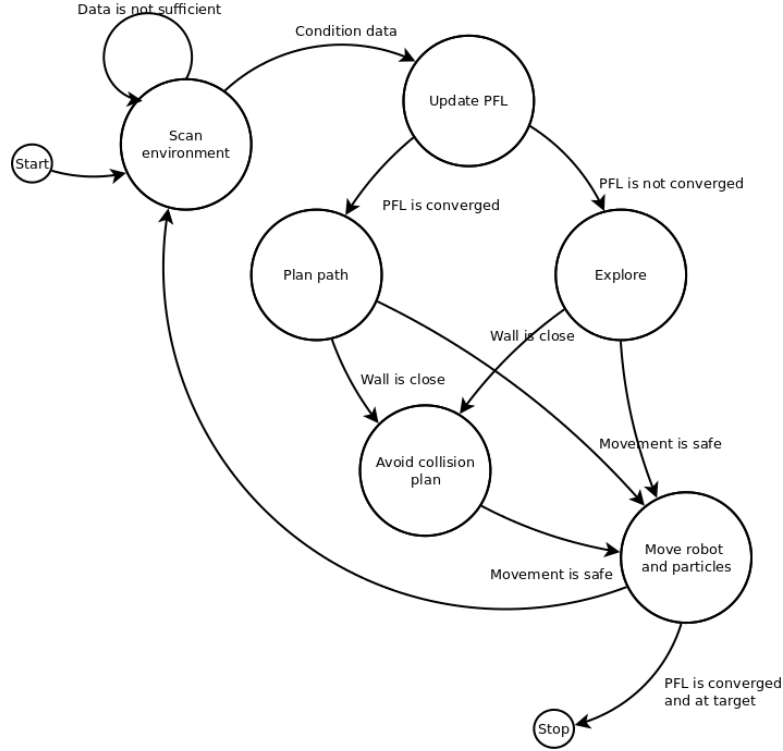 Data is not sufficient
Condition data
Update PFL
Scan
environment
Start
PFL is not converged
PFL is converged
Plan path
Explore
Wall is close
Wall is close
Movement is safe
Avoid collision
plan
Move robot
and particles
Movement is safe
PFL is converged
and at target
Stop